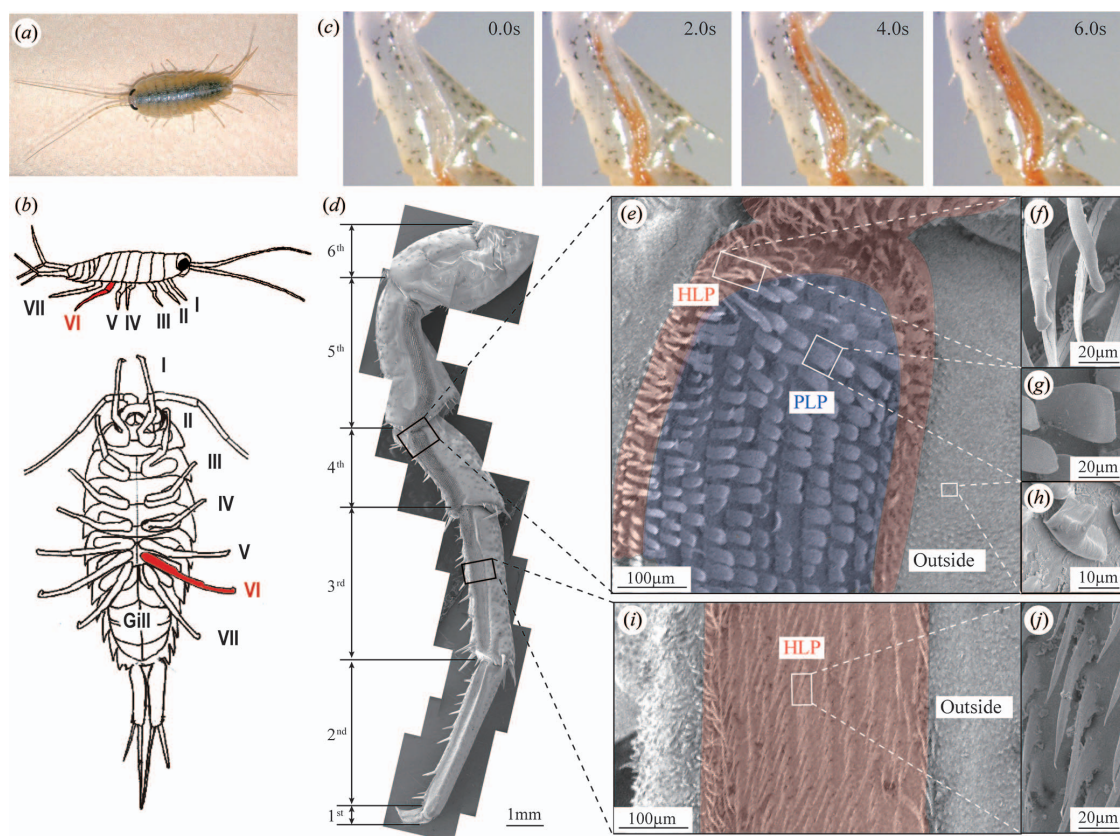 (a)
(c)
0.0s
2.0s
4.0s
6.0s
(b)
VII
VI
V
IV
III
II
I
I
II
III
IV
V
VI
VII
Gill
(d)
6th
5th
4th
3rd
2nd
1st
1mm
(e)
HLP
PLP
Outside
100μm
(f)
20μm
(g)
20μm
(h)
10μm
(i)
HLP
Outside
100μm
(j)
20μm